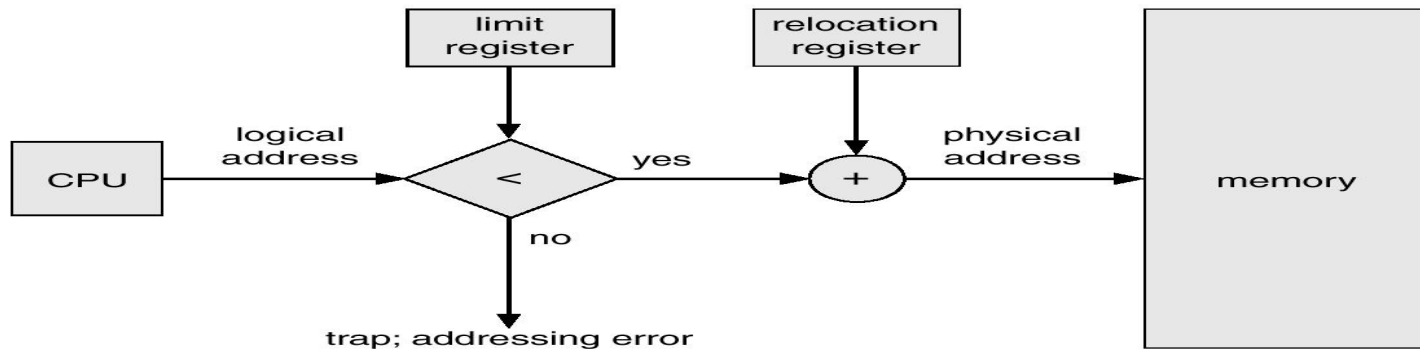 limit
register
relocation
register
logical
address
physical
address
CPU
<
yes
+
memory
no
trap; addressing error